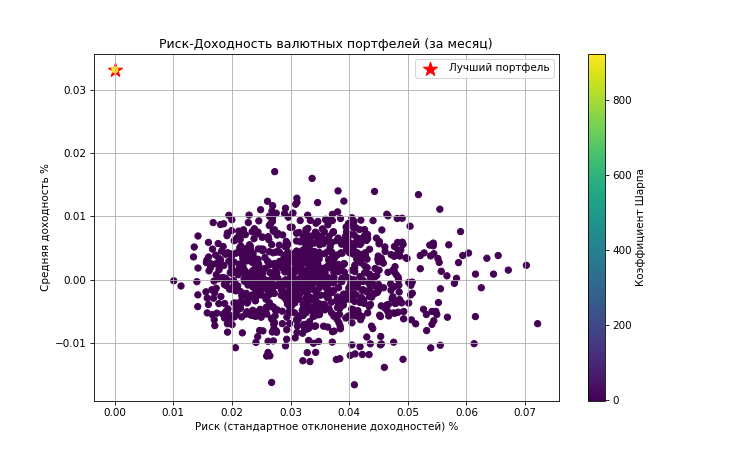 Риск-Доходность валютных портфелей (за месяц)
Лучший портфель
Средняя доходность %
0.03
0.02
0.01
0.00
−0.01
0.00 0.01 0.02 0.03 0.04 0.05 0.06 0.07
Риск (стандартное отклонение доходностей) %
800
600
400
200
0
Коэффициент Шарпа